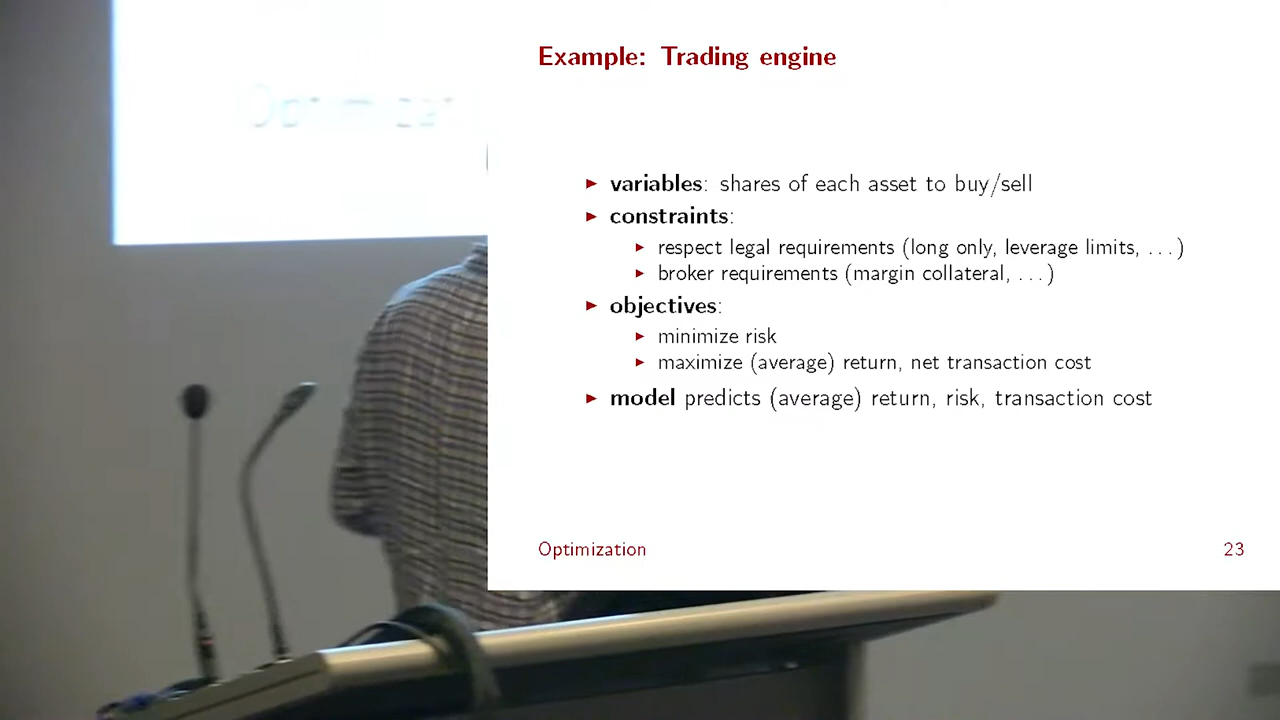 Example: Trading engine
▶ variables: shares of each asset to buy/sell
▶ constraints:
▶ respect legal requirements (long only, leverage limits, ...)
▶ broker requirements (margin collateral, ...)
▶ objectives:
▶ minimize risk
▶ maximize (average) return, net transaction cost
▶ model predicts (average) return, risk, transaction cost
Optimization 23